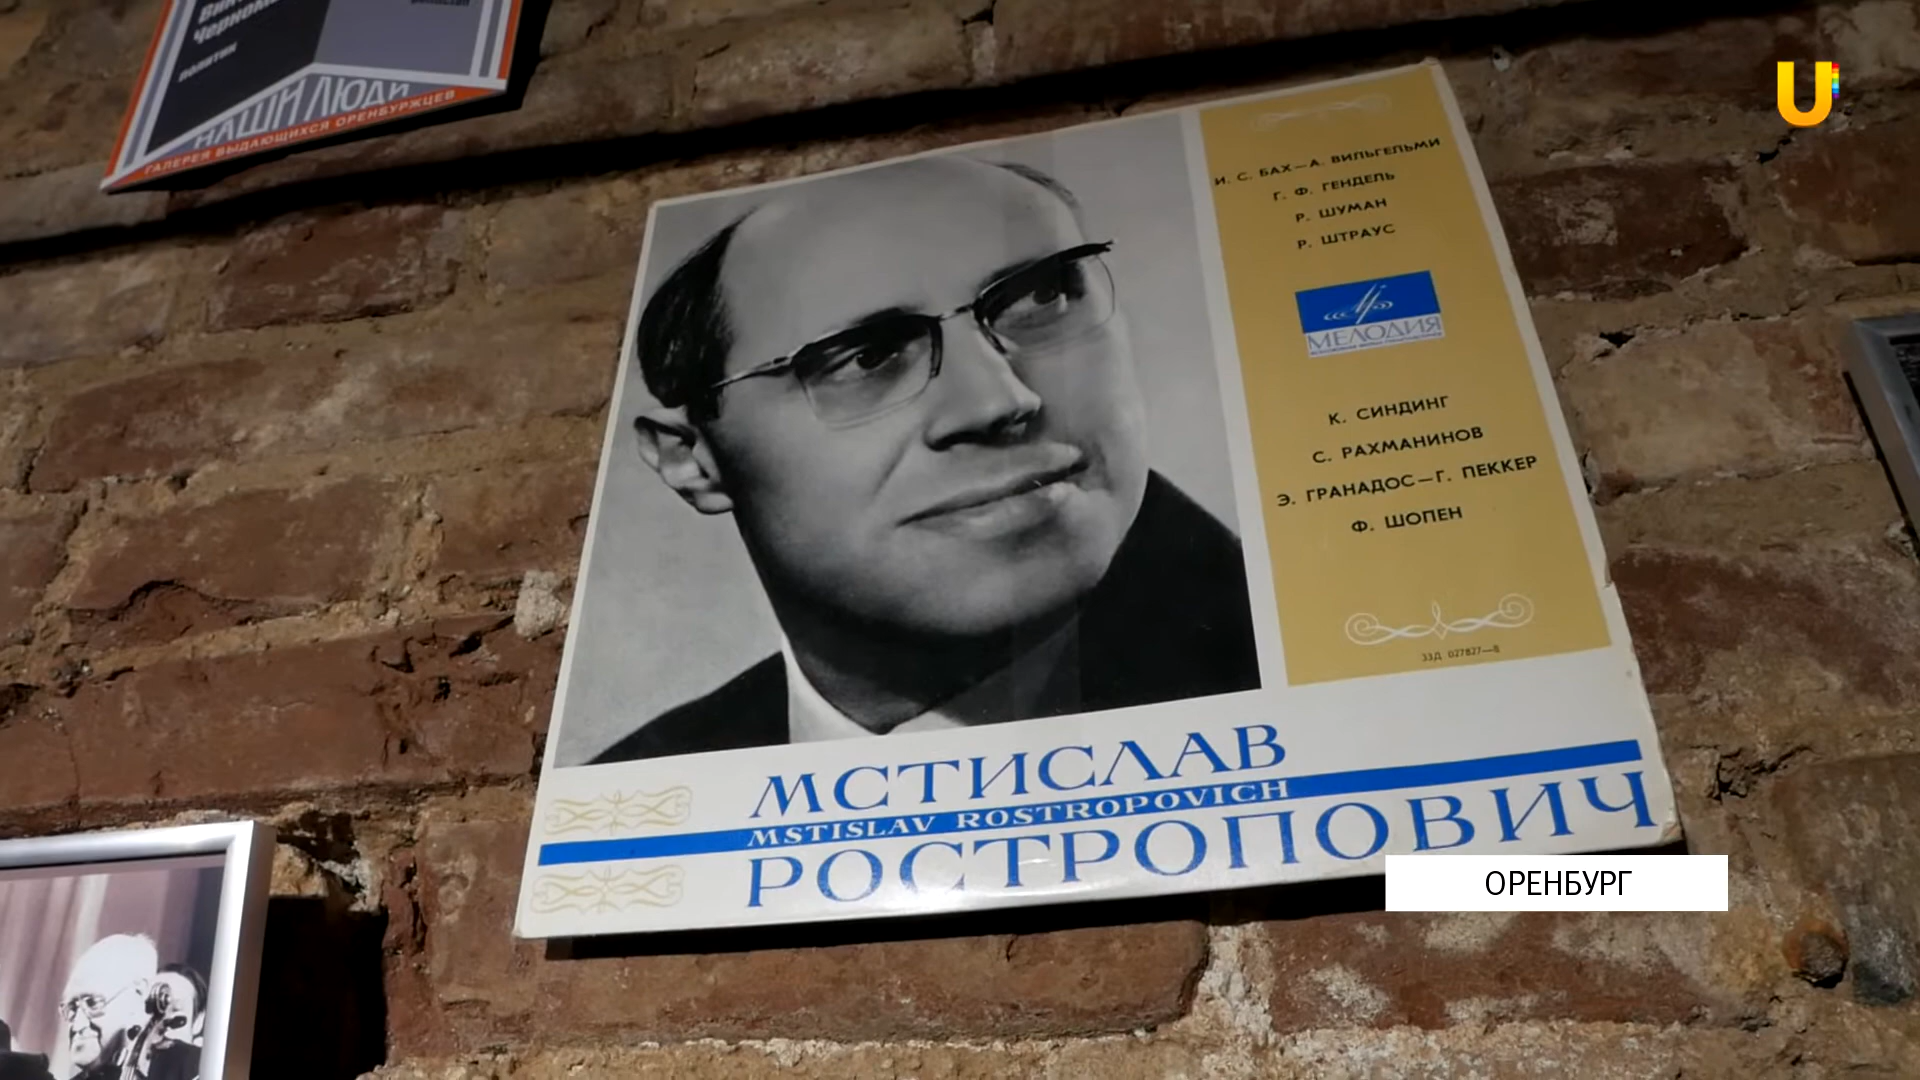 политик
НАШИ ЛЮДИ
ГАЛЕРЕЯ ВЫДАЮЩИХСЯ ОРЕНБУРЖЦЕВ
U
И. С. БАХ—А. ВИЛЬГЕЛЬМИ
Г. Ф. ГЕНДЕЛЬ
Р. ШУМАН
Р. ШТРАУС
МЕЛОДИЯ
К. СИНДИНГ
С. РАХМАНИНОВ
Э. ГРАНАДОС—Г. ПЕККЕР
Ф. ШОПЕН
33Д 027827—8
МСТИСЛАВ
MSTISLAV ROSTROPOVICH
РОСТРОПОВИЧ
ОРЕНБУРГ